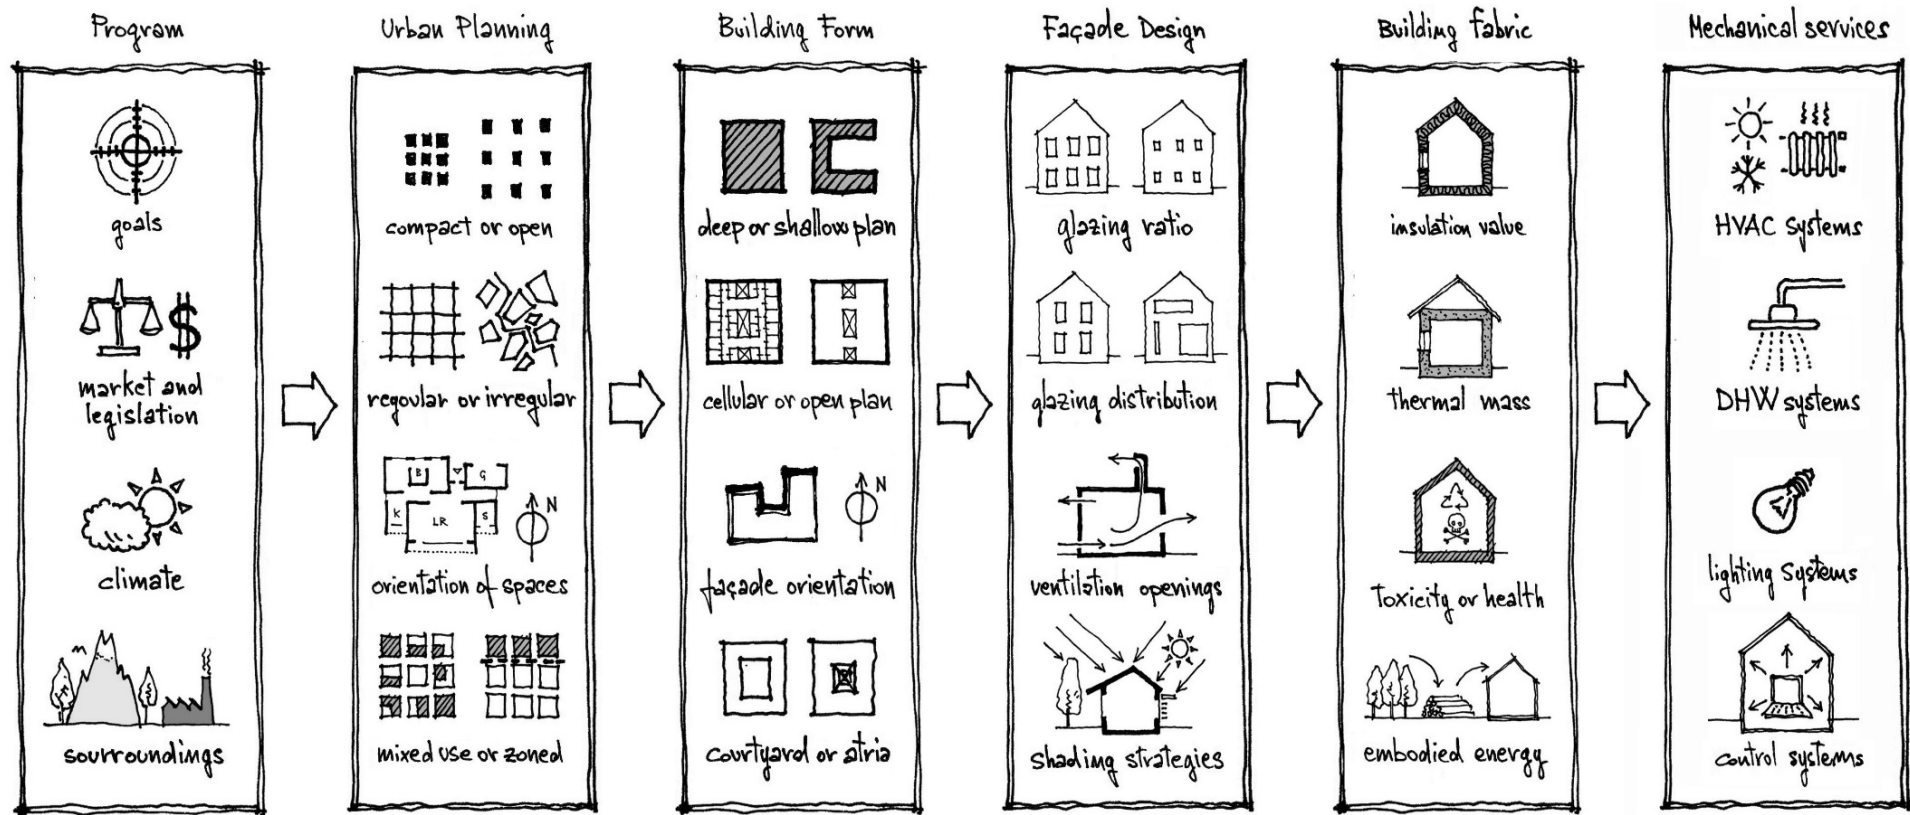 Program
goals
market and
legislation
climate
sourroundings
Urban Planning
compact or open
regoular or irregular
B
G
K
LR
S
N
orientation of spaces
mixed use or zoned
Building Form
deep or shallow plan
cellular or open plan
N
façade orientation
courtyard or atria
Façade Design
glazing ratio
glazing distribution
ventilation openings
shading strategies
Building fabric
insulation value
thermal mass
toxicity or health
embodied energy
Mechanical services
HVAC systems
DHW systems
lighting systems
control systems